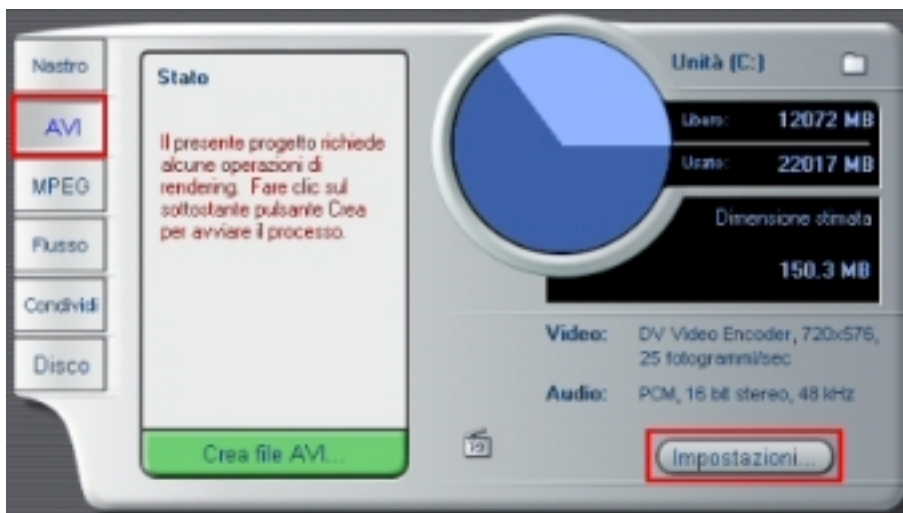 Nastro
AVI
MPEG
Flusso
Condividi
Disco
Stato
Il presente progetto richiede
alcune operazioni di
rendering. Fare clic sul
sottostante pulsante Crea
per avviare il processo.
Crea file AVI...
Unità (C:)
Libero: 12072 MB
Usato: 22017 MB
Dimensione stimata
150.3 MB
Video: DV Video Encoder, 720x576,
25 fotogrammi/sec
Audio: PCM, 16 bit stereo, 48 kHz
Impostazioni...